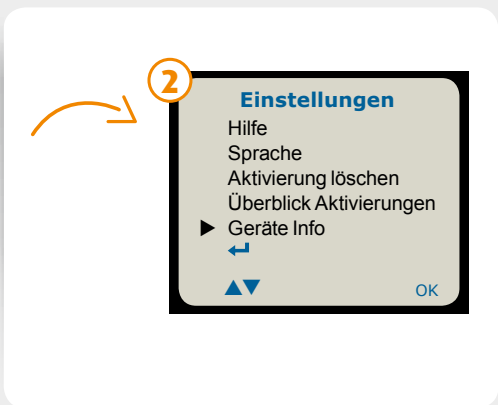 2
Einstellungen
Hilfe
Sprache
Aktivierung löschen
Überblick Aktivierungen
Geräte Info
OK